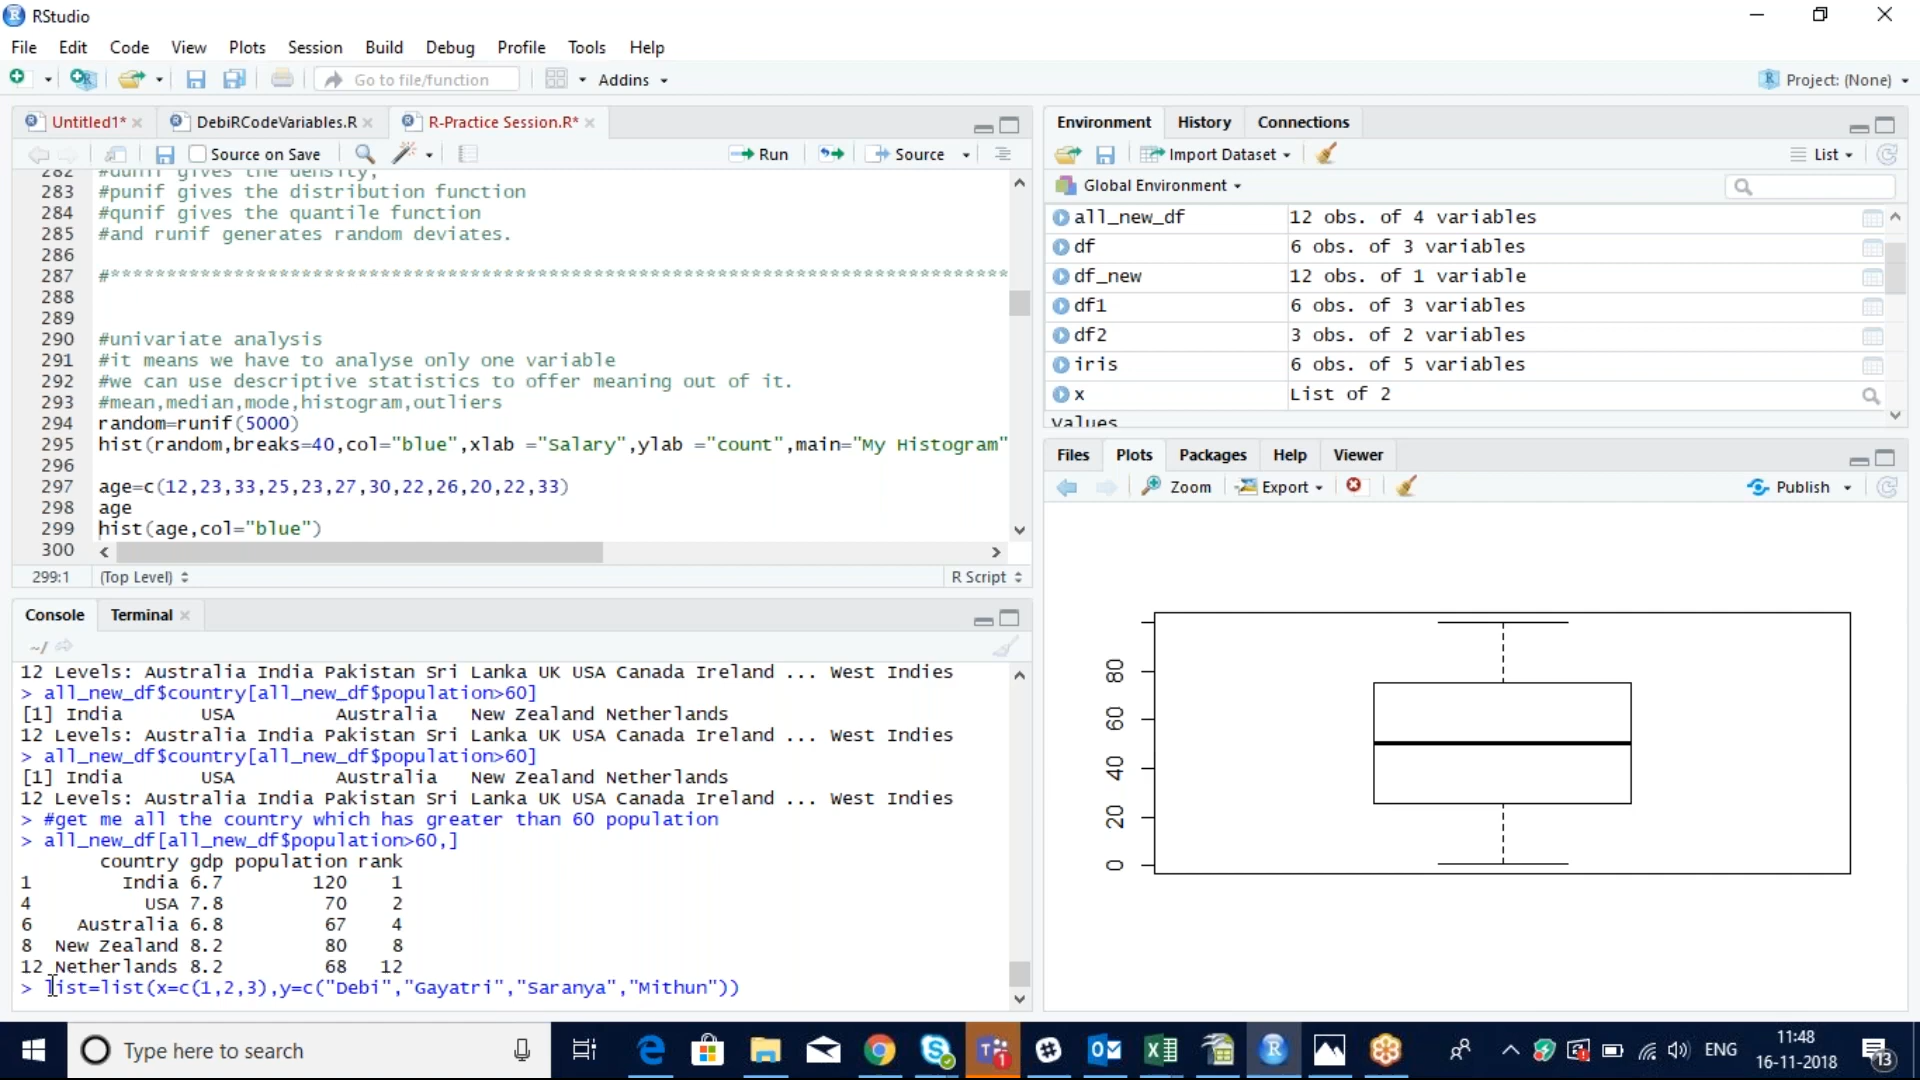 RStudio
File Edit Code View Plots Session Build Debug Profile Tools Help
Go to file/function Addins Project: (None)
Untitled1* DebiRCodeVariables.R R-Practice Session.R*
Source on Save Run Source
282 #dunif gives the density,
283 #punif gives the distribution function
284 #qunif gives the quantile function
285 #and runif generates random deviates.
286
287 #*********************************************************************************
288
289
290 #univariate analysis
291 #it means we have to analyse only one variable
292 #we can use descriptive statistics to offer meaning out of it.
293 #mean,median,mode,histogram,outliers
294 random=runif(5000)
295 hist(random,breaks=40,col="blue",xlab ="Salary",ylab ="count",main="My Histogram"
296
297 age=c(12,23,33,25,23,27,30,22,26,20,22,33)
298 age
299 hist(age,col="blue")
300
299:1 (Top Level) R Script
Console Terminal
~/
12 Levels: Australia India Pakistan Sri Lanka UK USA Canada Ireland ... West Indies
> all_new_df$country[all_new_df$population>60]
[1] India USA Australia New Zealand Netherlands
12 Levels: Australia India Pakistan Sri Lanka UK USA Canada Ireland ... West Indies
> all_new_df$country[all_new_df$population>60]
[1] India USA Australia New Zealand Netherlands
12 Levels: Australia India Pakistan Sri Lanka UK USA Canada Ireland ... West Indies
> #get me all the country which has greater than 60 population
> all_new_df[all_new_df$population>60,]
country gdp population rank
1 India 6.7 120 1
4 USA 7.8 70 2
6 Australia 6.8 67 4
8 New Zealand 8.2 80 8
12 Netherlands 8.2 68 12
> list=list(x=c(1,2,3),y=c("Debi","Gayatri","Saranya","Mithun"))
Environment History Connections
Import Dataset List
Global Environment
all_new_df 12 obs. of 4 variables
df 6 obs. of 3 variables
df_new 12 obs. of 1 variable
df1 6 obs. of 3 variables
df2 3 obs. of 2 variables
iris 6 obs. of 5 variables
x List of 2
Values
Files Plots Packages Help Viewer
Zoom Export Publish
80
60
40
20
0
Type here to search
ENG
11:48
16-11-2018
13